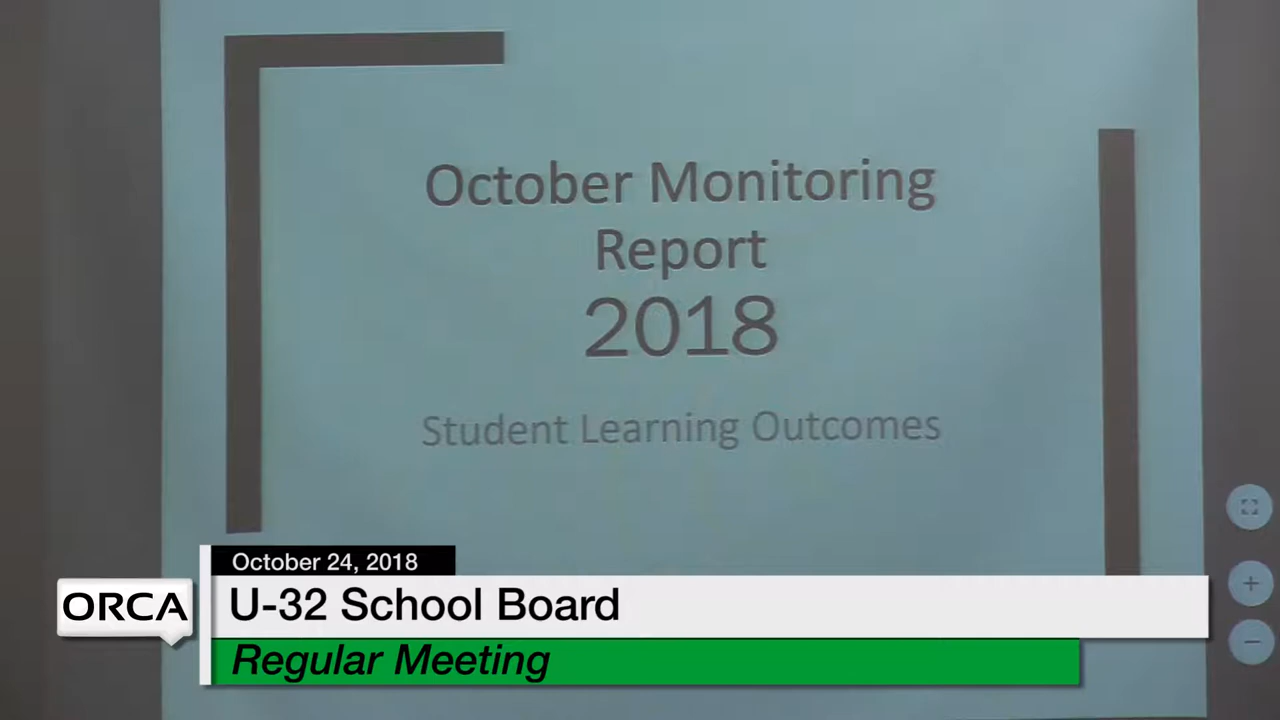 October Monitoring
Report
2018
Student Learning Outcomes
October 24, 2018
ORCA
U-32 School Board
Regular Meeting